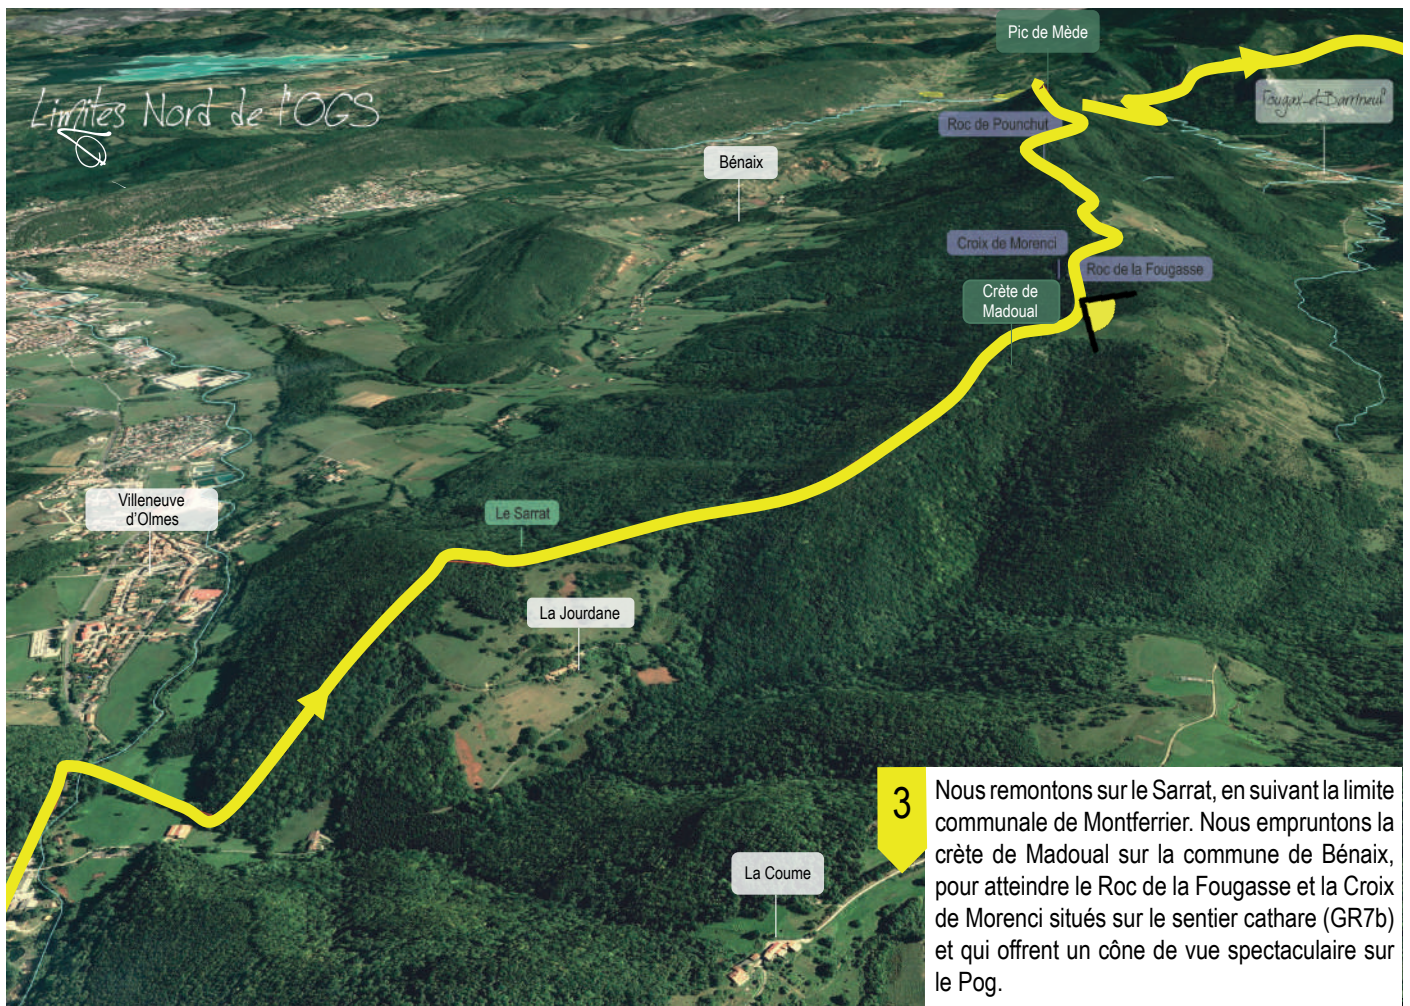 Pic de Mède
Limites Nord de l'OGS
Fougax-et-Barrineuf
Roc de Pounchut
Bénaix
Croix de Morenci
Roc de la Fougasse
Crète de
Madoual
Villeneuve
d'Olmes
Le Sarrat
La Jourdane
La Coume
3
Nous remontons sur le Sarrat, en suivant la limite
communale de Montferrier. Nous empruntons la
crète de Madoual sur la commune de Bénaix,
pour atteindre le Roc de la Fougasse et la Croix
de Morenci situés sur le sentier cathare (GR7b)
et qui offrent un cône de vue spectaculaire sur
le Pog.